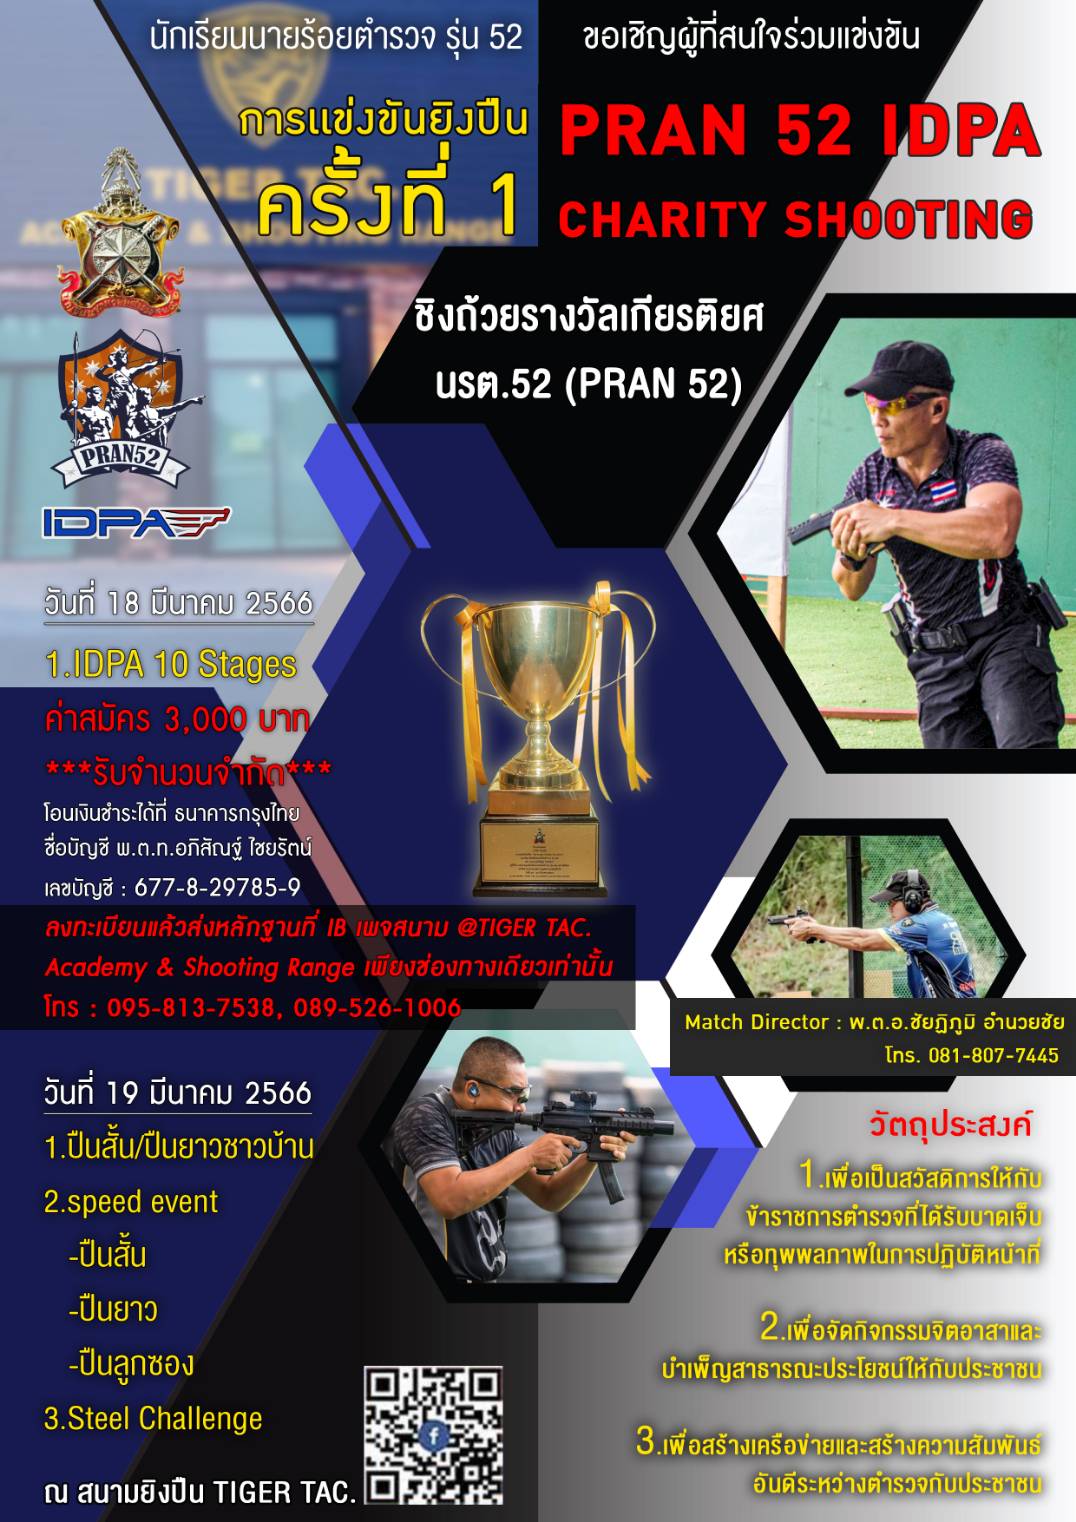 นักเรียนนายร้อยตำรวจ รุ่น 52
ขอเชิญผู้ที่สนใจร่วมแข่งขัน
การแข่งขันยิงปืน
ครั้งที่ 1
PRAN 52 IDPA
CHARITY SHOOTING
ชิงถ้วยรางวัลเกียรติยศ
นรต.52 (PRAN 52)
TIGER TAC
ACADEMY & SHOOTING RANGE
PRAN52
IDPA
วันที่ 18 มีนาคม 2566
1.IDPA 10 Stages
ค่าสมัคร 3,000 บาท
***รับจำนวนจำกัด***
โอนเงินชำระได้ที่ ธนาคารกรุงไทย
ชื่อบัญชี พ.ต.ท.อภิสัณฐ์ ไชยรัตน์
เลขบัญชี : 677-8-29785-9
ลงทะเบียนแล้วส่งหลักฐานที่ IB เพจสนาม @TIGER TAC.
Academy & Shooting Range เพียงช่องทางเดียวเท่านั้น
โทร : 095-813-7538, 089-526-1006
Match Director : พ.ต.อ.ชัยฏิภูมิ อำนวยชัย
โทร. 081-807-7445
วันที่ 19 มีนาคม 2566
1.ปืนสั้น/ปืนยาวชาวบ้าน
2.speed event
-ปืนสั้น
-ปืนยาว
-ปืนลูกซอง
3.Steel Challenge
ณ สนามยิงปืน TIGER TAC.
วัตถุประสงค์
1.เพื่อเป็นสวัสดิการให้กับ
ข้าราชการตำรวจที่ได้รับบาดเจ็บ
หรือทุพพลภาพในการปฏิบัติหน้าที่
2.เพื่อจัดกิจกรรมจิตอาสาและ
บำเพ็ญสาธารณะประโยชน์ให้กับประชาชน
3.เพื่อสร้างเครือข่ายและสร้างความสัมพันธ์
อันดีระหว่างตำรวจกับประชาชน